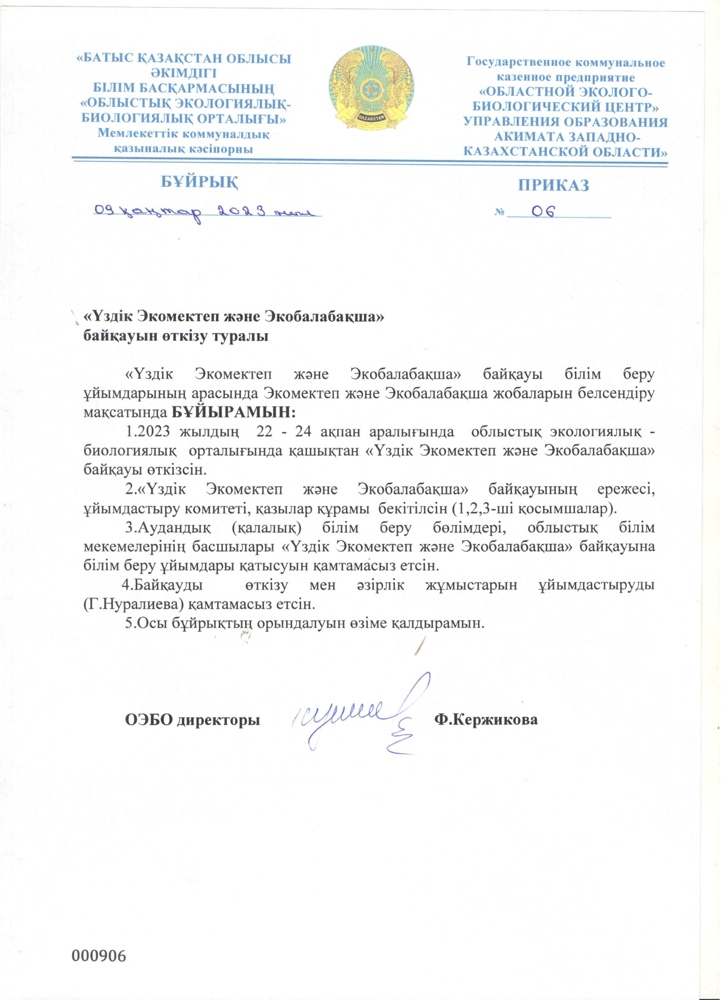 «БАТЫС ҚАЗАҚСТАН ОБЛЫСЫ
ӘКІМДІГІ
БІЛІМ БАСҚАРМАСЫНЫҢ
«ОБЛЫСТЫҚ ЭКОЛОГИЯЛЫҚ-
БИОЛОГИЯЛЫҚ ОРТАЛЫҒЫ»
Мемлекеттік коммуналдық
қазыналық кәсіпорны
QAZAQSTAN
Государственное коммунальное
казенное предприятие
«ОБЛАСТНОЙ ЭКОЛОГО-
БИОЛОГИЧЕСКИЙ ЦЕНТР»
УПРАВЛЕНИЯ ОБРАЗОВАНИЯ
АКИМАТА ЗАПАДНО-
КАЗАХСТАНСКОЙ ОБЛАСТИ»
БҰЙРЫҚ
ПРИКАЗ
09 қаңтар 2023 жыл
№ 06
«Үздік Экомектеп және Экобалабақша»
байқауын өткізу туралы
«Үздік Экомектеп және Экобалабақша» байқауы білім беру
ұйымдарының арасында Экомектеп және Экобалабақша жобаларын белсендіру
мақсатында БҰЙЫРАМЫН:
1.2023 жылдың 22 - 24 ақпан аралығында облыстық экологиялық -
биологиялық орталығында қашықтан «Үздік Экомектеп және Экобалабақша»
байқауы өткізсін.
2.«Үздік Экомектеп және Экобалабақша» байқауының ережесі,
ұйымдастыру комитеті, қазылар құрамы бекітілсін (1,2,3-ші қосымшалар).
3.Аудандық (қалалық) білім беру бөлімдері, облыстық білім
мекемелерінің басшылары «Үздік Экомектеп және Экобалабақша» байқауына
білім беру ұйымдары қатысуын қамтамасыз етсін.
4.Байқауды өткізу мен әзірлік жұмыстарын ұйымдастыруды
(Г.Нуралиева) қамтамасыз етсін.
5.Осы бұйрықтың орындалуын өзіме қалдырамын.
ОЭБО директоры Ф.Кержикова
000906